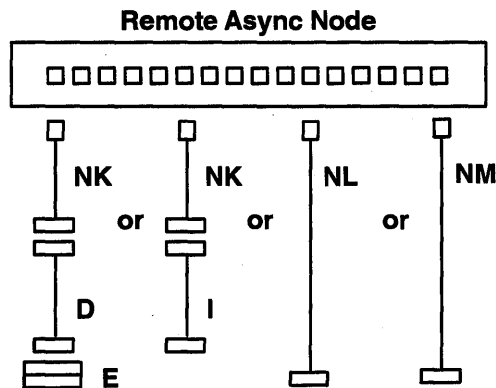 Remote Async Node
NK
NK
NL
NM
or
or
or
D
I
E